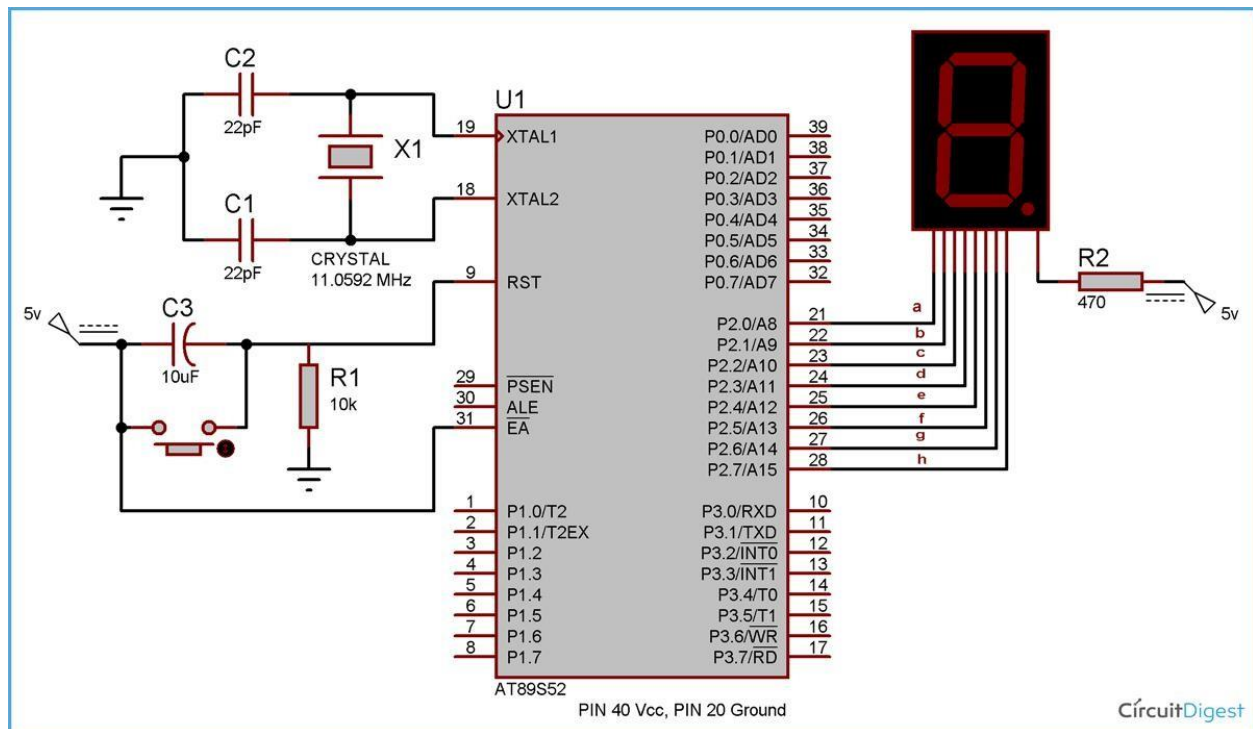 C2
22pF
X1
C1
22pF
CRYSTAL
11.0592 MHz
5v
C3
10uF
R1
10k
U1
19 XTAL1
18 XTAL2
9 RST
29 PSEN
30 ALE
31 EA
1 P1.0/T2
2 P1.1/T2EX
3 P1.2
4 P1.3
5 P1.4
6 P1.5
7 P1.6
8 P1.7
P0.0/AD0 39
P0.1/AD1 38
P0.2/AD2 37
P0.3/AD3 36
P0.4/AD4 35
P0.5/AD5 34
P0.6/AD6 33
P0.7/AD7 32
P2.0/A8 21 a
P2.1/A9 22 b
P2.2/A10 23 c
P2.3/A11 24 d
P2.4/A12 25 e
P2.5/A13 26 f
P2.6/A14 27 g
P2.7/A15 28 h
P3.0/RXD 10
P3.1/TXD 11
P3.2/INT0 12
P3.3/INT1 13
P3.4/T0 14
P3.5/T1 15
P3.6/WR 16
P3.7/RD 17
R2
470
5v
AT89S52
PIN 40 Vcc, PIN 20 Ground
CircuitDigest